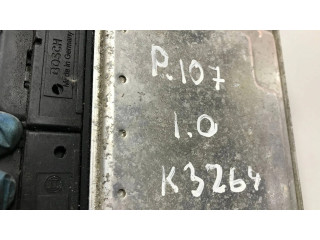 BOSCH
Made in Germany
P.107
1.0
K3264